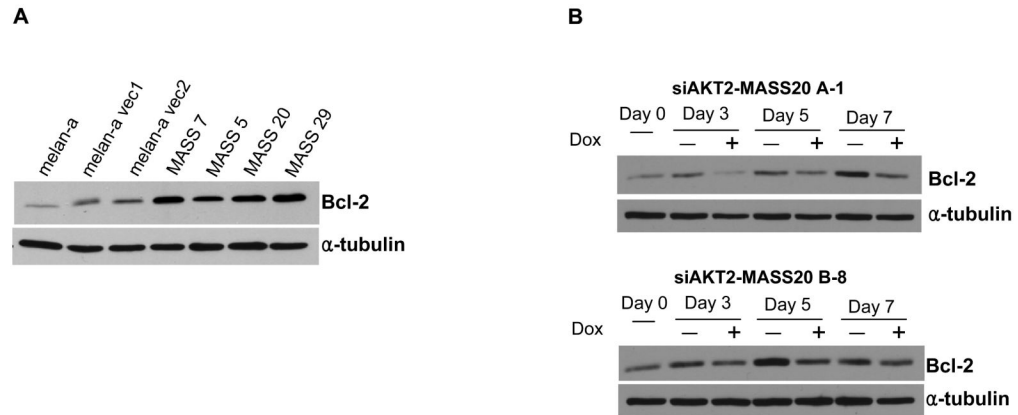 A
melan-a
melan-a vec1
melan-a vec2
MASS 7
MASS 5
MASS 20
MASS 29
Bcl-2
α-tubulin
B
siAKT2-MASS20 A-1
Day 0 Day 3 Day 5 Day 7
Dox — + — + — +
Bcl-2
α-tubulin
siAKT2-MASS20 B-8
Day 0 Day 3 Day 5 Day 7
Dox — + — + — +
Bcl-2
α-tubulin